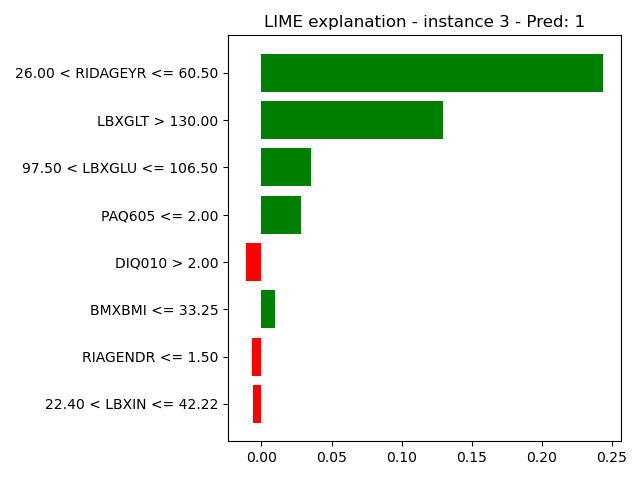 LIME explanation - instance 3 - Pred: 1
26.00 < RIDAGEYR <= 60.50
LBXGLT > 130.00
97.50 < LBXGLU <= 106.50
PAQ605 <= 2.00
DIQ010 > 2.00
BMXBMI <= 33.25
RIAGENDR <= 1.50
22.40 < LBXIN <= 42.22
0.00 0.05 0.10 0.15 0.20 0.25